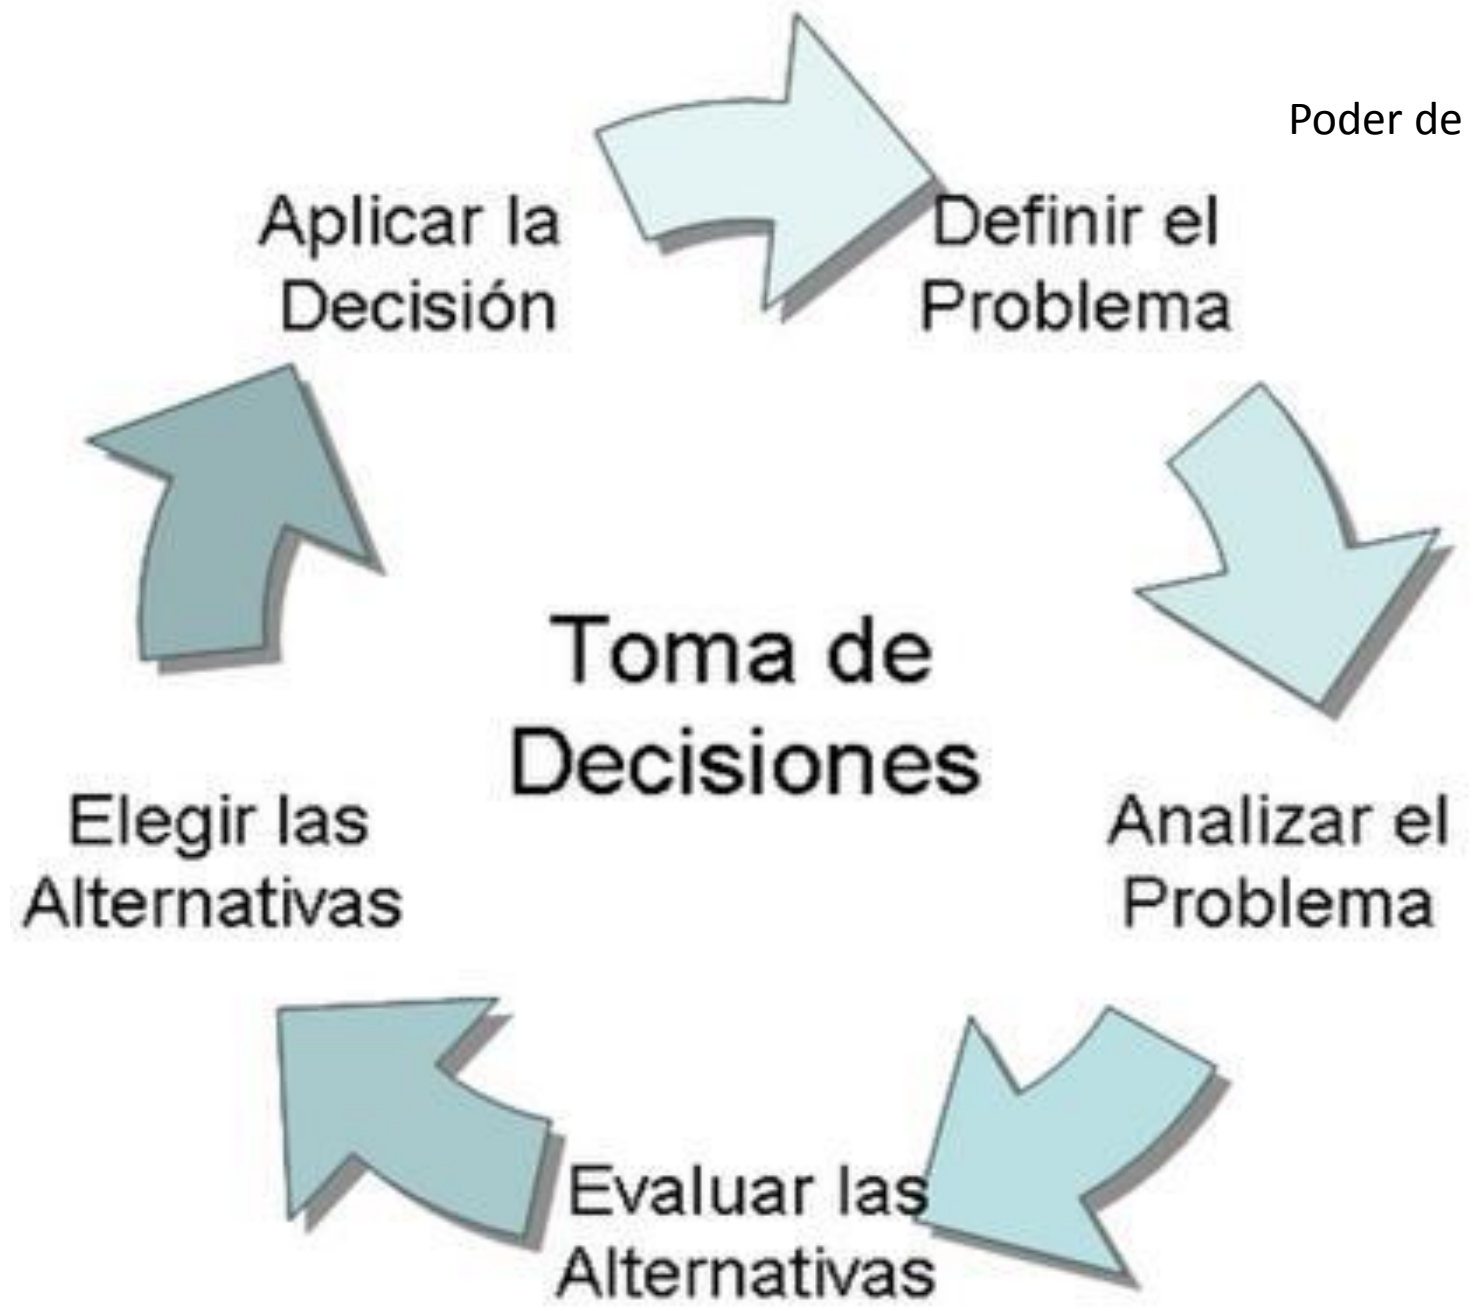 Poder de
Aplicar la
Decisión
Definir el
Problema
Toma de
Decisiones
Elegir las
Alternativas
Analizar el
Problema
Evaluar las
Alternativas